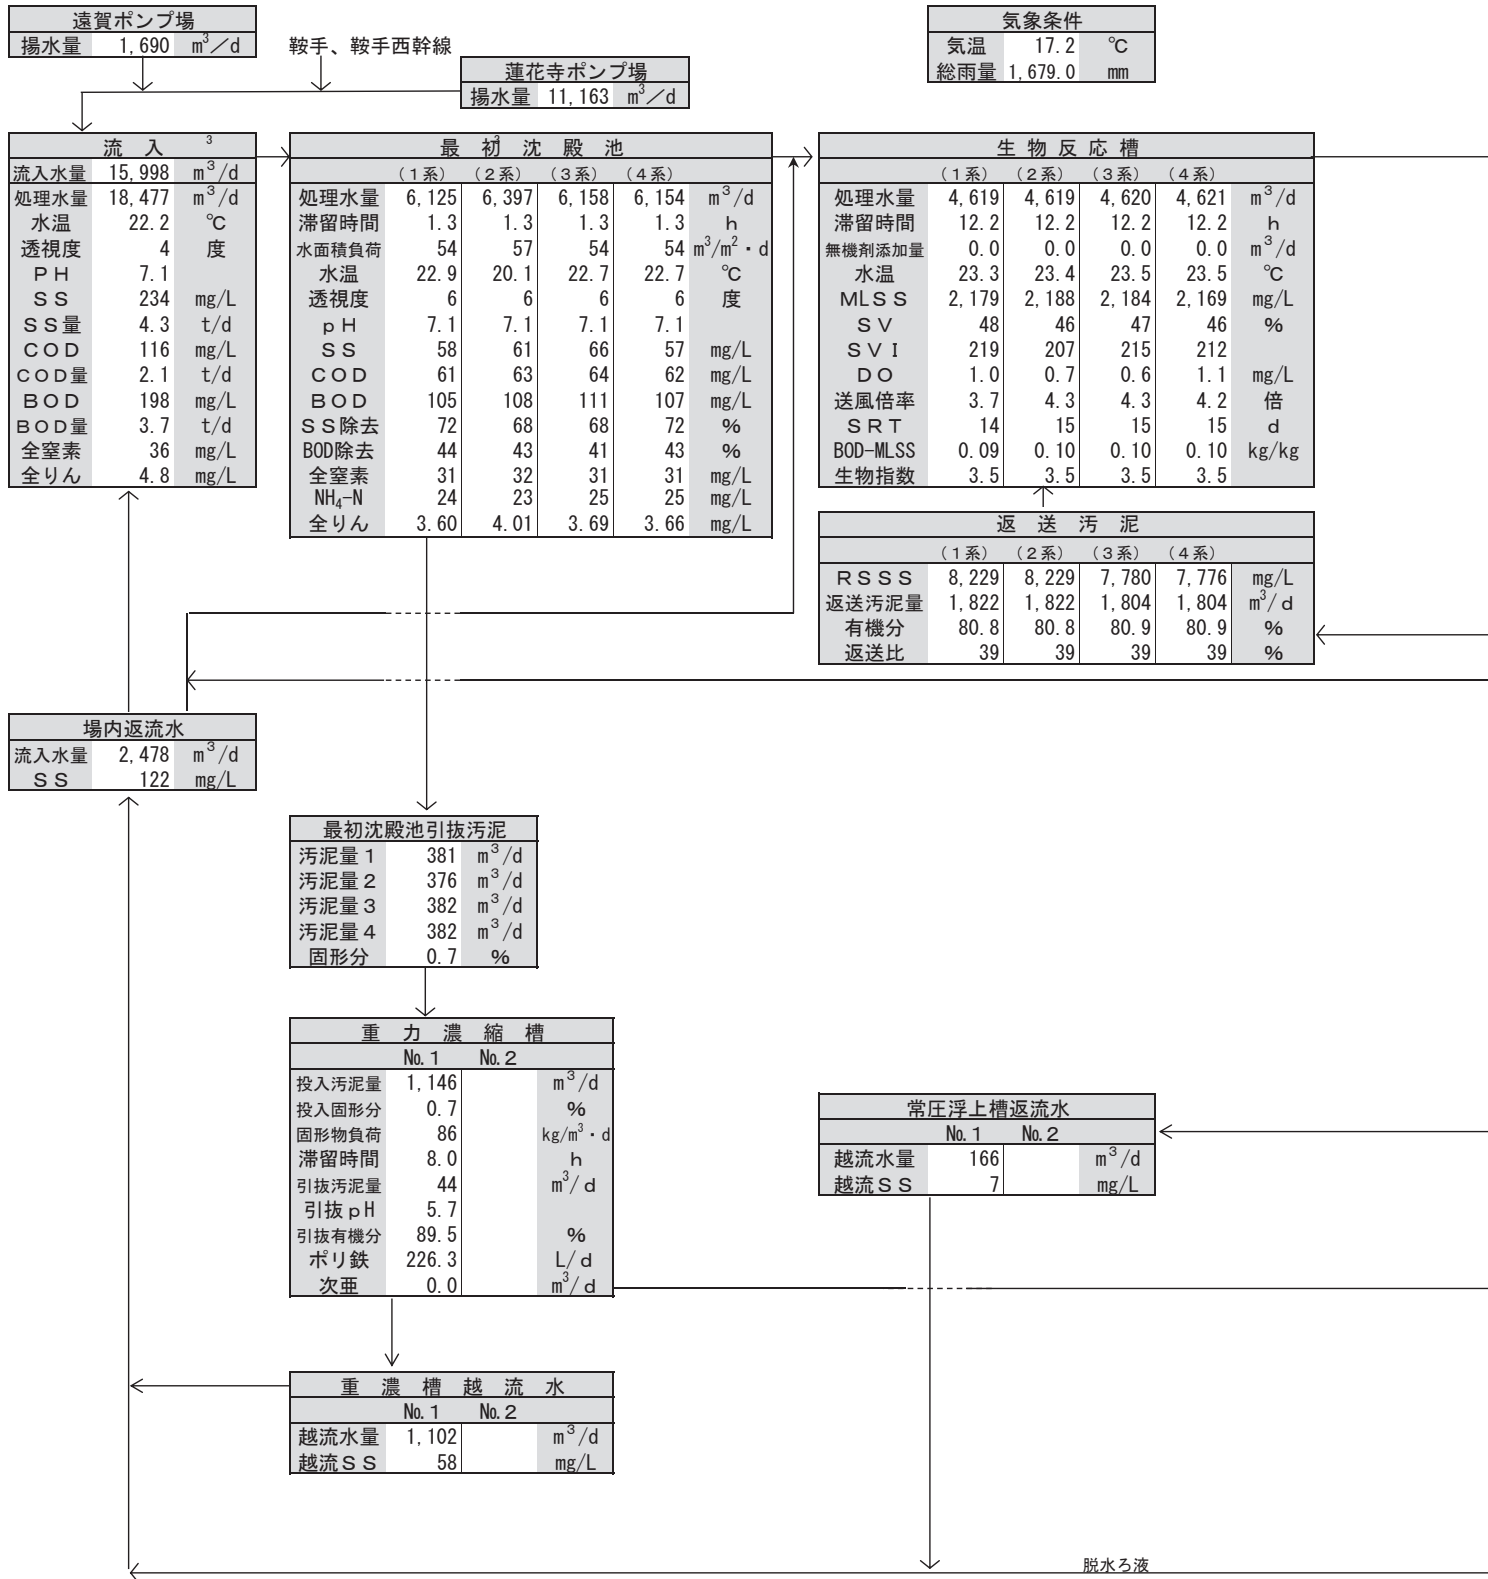 遠賀ポンプ場
揚水量 1,690 m³／d
鞍手、鞍手西幹線
蓮花寺ポンプ場
揚水量 11,163 m³／d
気象条件
気温 17.2 ℃
総雨量 1,679.0 mm
流入 3
流入水量 15,998 m³/d
処理水量 18,477 m³/d
水温 22.2 ℃
透視度 4 度
ＰＨ 7.1
ＳＳ 234 mg/L
ＳＳ量 4.3 t/d
ＣＯＤ 116 mg/L
ＣＯＤ量 2.1 t/d
ＢＯＤ 198 mg/L
ＢＯＤ量 3.7 t/d
全窒素 36 mg/L
全りん 4.8 mg/L
最初沈殿池 3
（１系） （２系） （３系） （４系）
処理水量 6,125 6,397 6,158 6,154 m³/d
滞留時間 1.3 1.3 1.3 1.3 ｈ
水面積負荷 54 57 54 54 m³/m²・d
水温 22.9 20.1 22.7 22.7 ℃
透視度 6 6 6 6 度
ｐＨ 7.1 7.1 7.1 7.1
ＳＳ 58 61 66 57 mg/L
ＣＯＤ 61 63 64 62 mg/L
ＢＯＤ 105 108 111 107 mg/L
ＳＳ除去 72 68 68 72 %
BOD除去 44 43 41 43 %
全窒素 31 32 31 31 mg/L
NH₄-N 24 23 25 25 mg/L
全りん 3.60 4.01 3.69 3.66 mg/L
生物反応槽
（１系） （２系） （３系） （４系）
処理水量 4,619 4,619 4,620 4,621 m³/d
滞留時間 12.2 12.2 12.2 12.2 ｈ
無機剤添加量 0.0 0.0 0.0 0.0 m³/d
水温 23.3 23.4 23.5 23.5 ℃
ＭＬＳＳ 2,179 2,188 2,184 2,169 mg/L
ＳＶ 48 46 47 46 %
ＳＶＩ 219 207 215 212
ＤＯ 1.0 0.7 0.6 1.1 mg/L
送風倍率 3.7 4.3 4.3 4.2 倍
ＳＲＴ 14 15 15 15 ｄ
BOD-MLSS 0.09 0.10 0.10 0.10 kg/kg
生物指数 3.5 3.5 3.5 3.5
返送汚泥
（１系） （２系） （３系） （４系）
ＲＳＳＳ 8,229 8,229 7,780 7,776 mg/L
返送汚泥量 1,822 1,822 1,804 1,804 m³/ｄ
有機分 80.8 80.8 80.9 80.9 %
返送比 39 39 39 39 %
場内返流水
流入水量 2,478 m³/d
ＳＳ 122 mg/L
最初沈殿池引抜汚泥
汚泥量１ 381 m³/d
汚泥量２ 376 m³/d
汚泥量３ 382 m³/d
汚泥量４ 382 m³/d
固形分 0.7 %
重力濃縮槽
№１ №２
投入汚泥量 1,146 m³/d
投入固形分 0.7 %
固形物負荷 86 kg/m³・d
滞留時間 8.0 ｈ
引抜汚泥量 44 m³/ｄ
引抜ｐH 5.7
引抜有機分 89.5 %
ポリ鉄 226.3 L/ｄ
次亜 0.0 m³/ｄ
常圧浮上槽返流水
№１ №２
越流水量 166 m³/d
越流ＳＳ 7 mg/L
重濃槽越流水
№１ №２
越流水量 1,102 m³/d
越流ＳＳ 58 mg/L
脱水ろ液